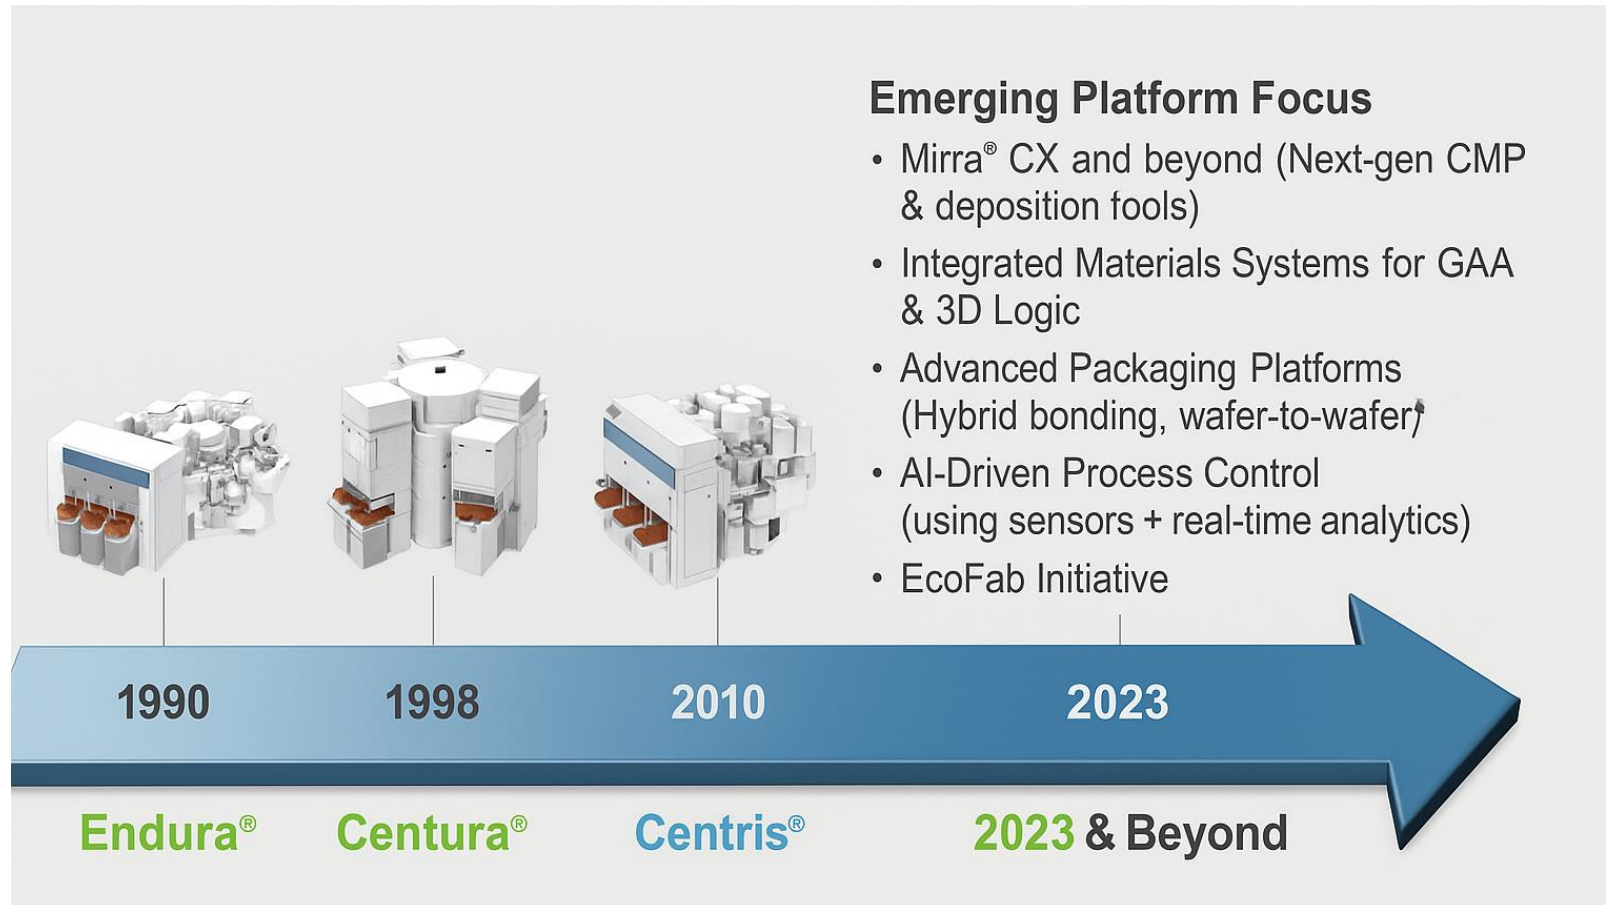 Emerging Platform Focus
• Mirra® CX and beyond (Next-gen CMP
& deposition fools)
• Integrated Materials Systems for GAA
& 3D Logic
• Advanced Packaging Platforms
(Hybrid bonding, wafer-to-wafer)
• AI-Driven Process Control
(using sensors + real-time analytics)
• EcoFab Initiative
1990 1998 2010 2023
Endura® Centura® Centris® 2023 & Beyond